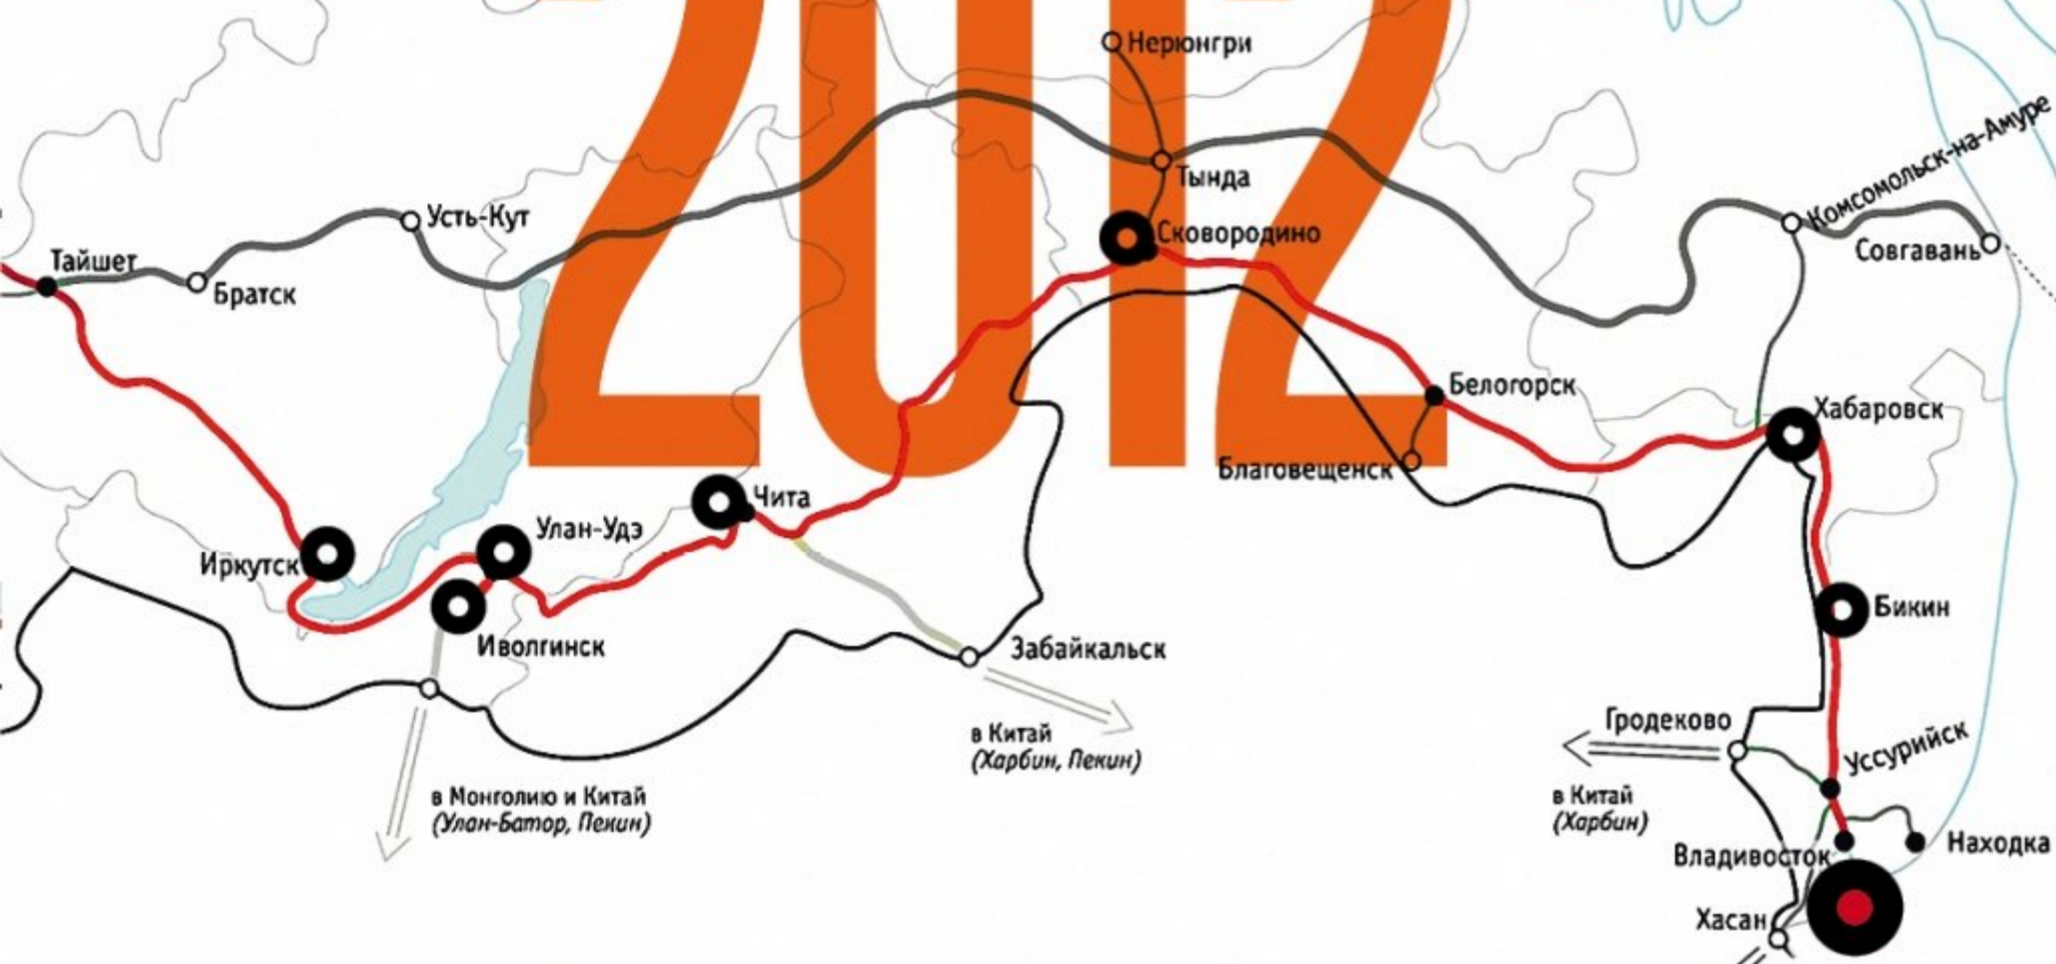 2012
Нерюнгри
Комсомольск-на-Амуре
Тында
Усть-Кут
Сковородино
Совгавань
Тайшет
Братск
Белогорск
Хабаровск
Благовещенск
Чита
Улан-Удэ
Иркутск
Бикин
Иволгинск
Забайкальск
Гродеково
Уссурийск
в Китай
(Харбин, Пекин)
в Монголию и Китай
(Улан-Батор, Пекин)
в Китай
(Харбин)
Владивосток
Находка
Хасан